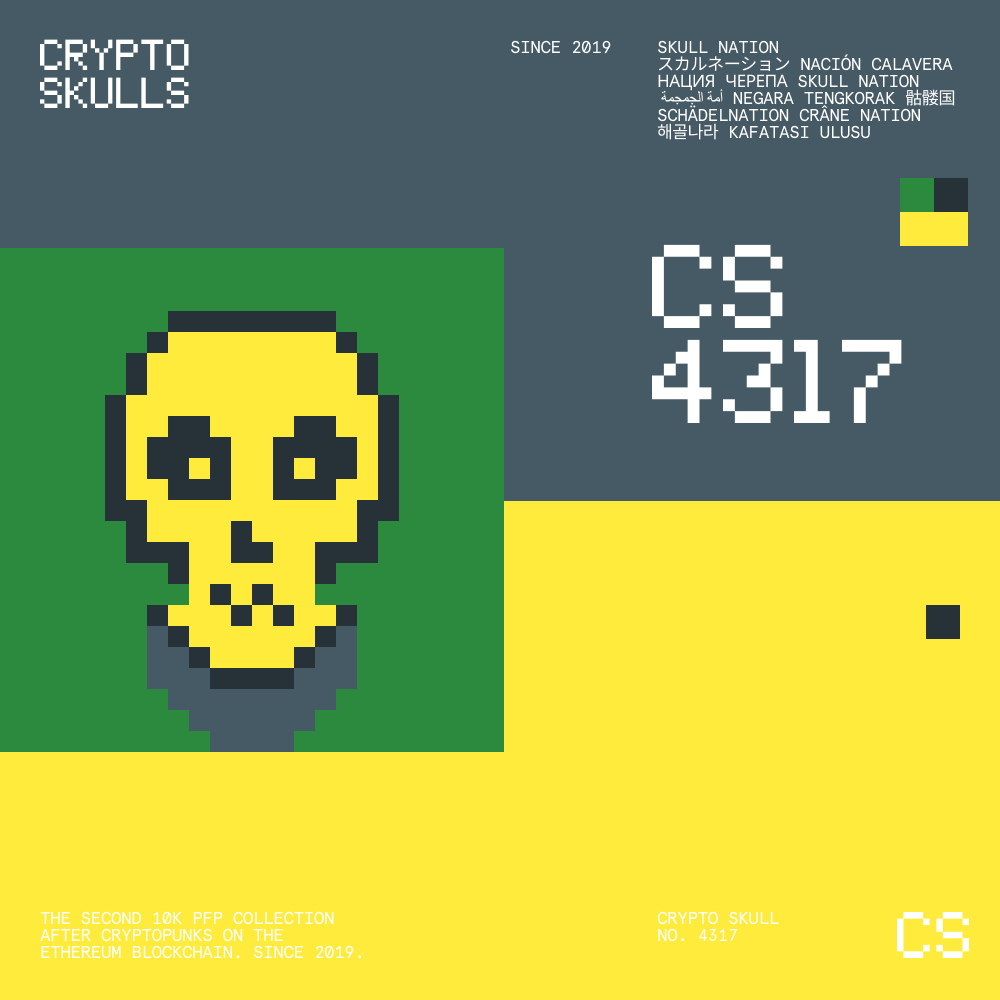 CRYPTO
SKULLS
SINCE 2019
SKULL NATION
スカルネーション NACIÓN CALAVERA
НАЦИЯ ЧЕРЕПА SKULL NATION
أمة الجمجمة NEGARA TENGKORAK 骷髅国
SCHÄDELNATION CRÂNE NATION
해골나라 KAFATASI ULUSU
CS
4317
THE SECOND 10K PFP COLLECTION
AFTER CRYPTOPUNKS ON THE
ETHEREUM BLOCKCHAIN. SINCE 2019.
CRYPTO SKULL
NO. 4317
CS